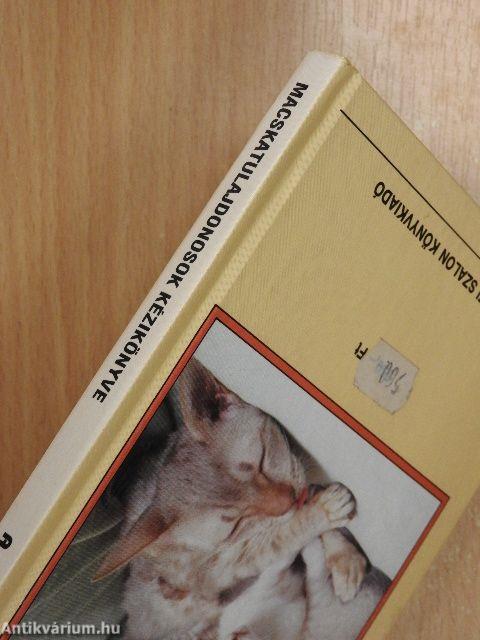 MACSKATULAJDONOSOK KÉZIKÖNYVE
SZALON KÖNYVKIADÓ
Ft
Antikvárium.hu